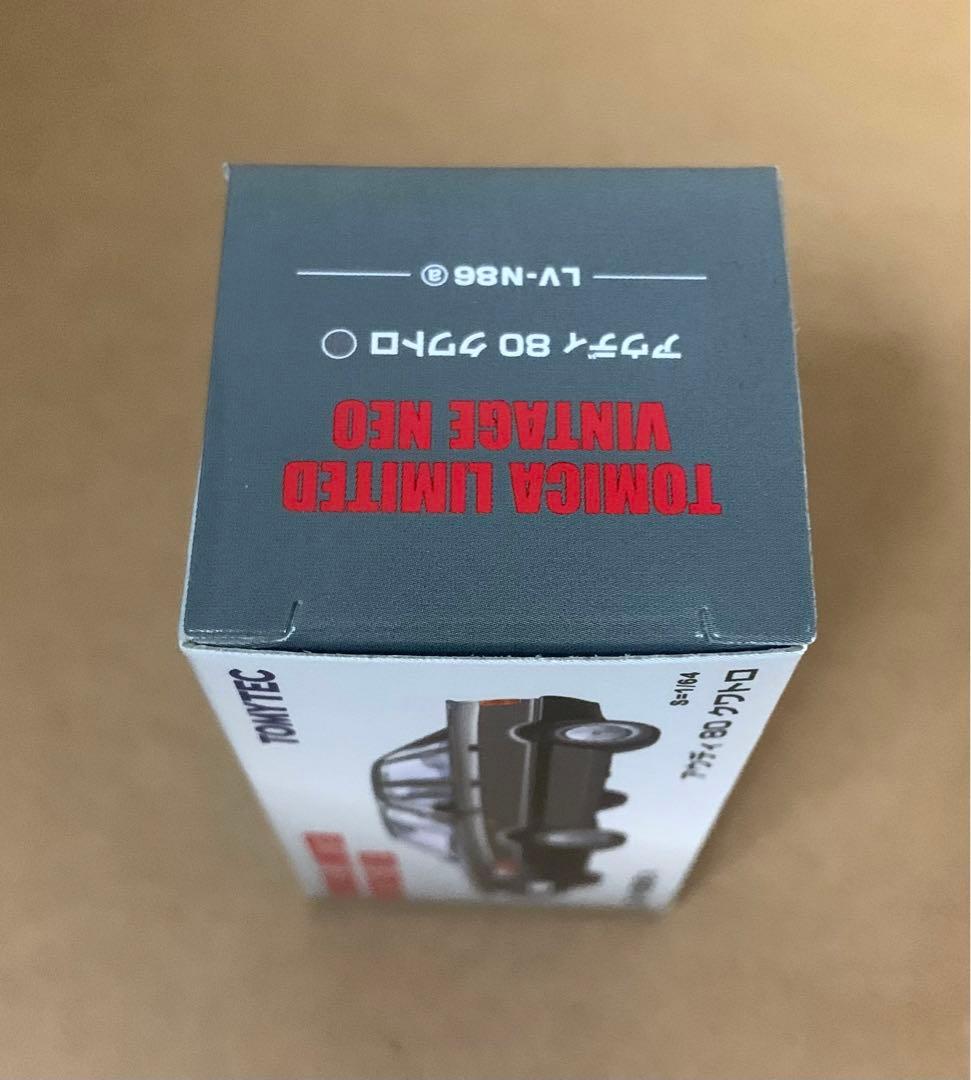 TOMICA LIMITED
VINTAGE NEO
アウディ 80 クワトロ
LV-N86 ⓐ
TOMYTEC
S=1/64
アウディ 80 クワトロ